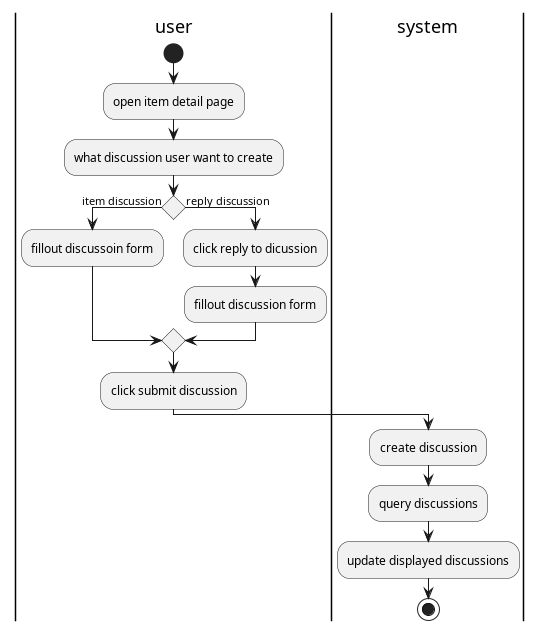 user
system
open item detail page
what discussion user want to create
item discussion
reply discussion
fillout discussoin form
click reply to dicussion
fillout discussion form
click submit discussion
create discussion
query discussions
update displayed discussions